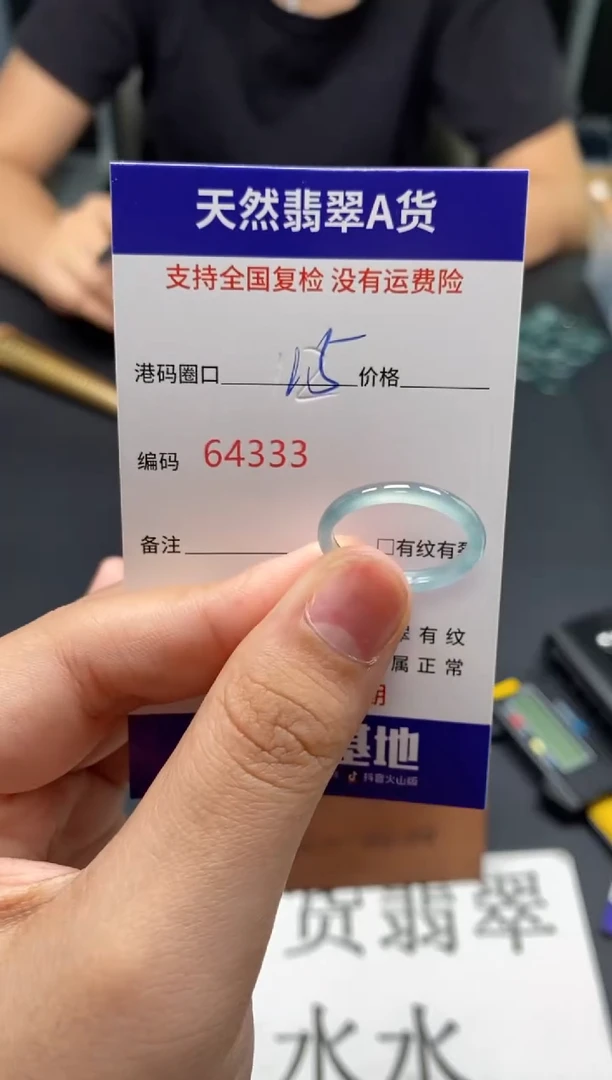 天然翡翠A货
支持全国复检 没有运费险
港码圈口 15 价格
编码 64333
备注 □有纹有
有纹
属正常
基地
抖音火山版
货翡翠
水水